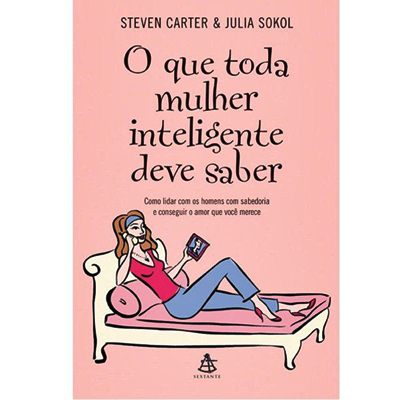 STEVEN CARTER & JULIA SOKOL
O que toda
mulher
inteligente
deve saber
Como lidar com os homens com sabedoria
e conseguir o amor que você merece
SEXTANTE